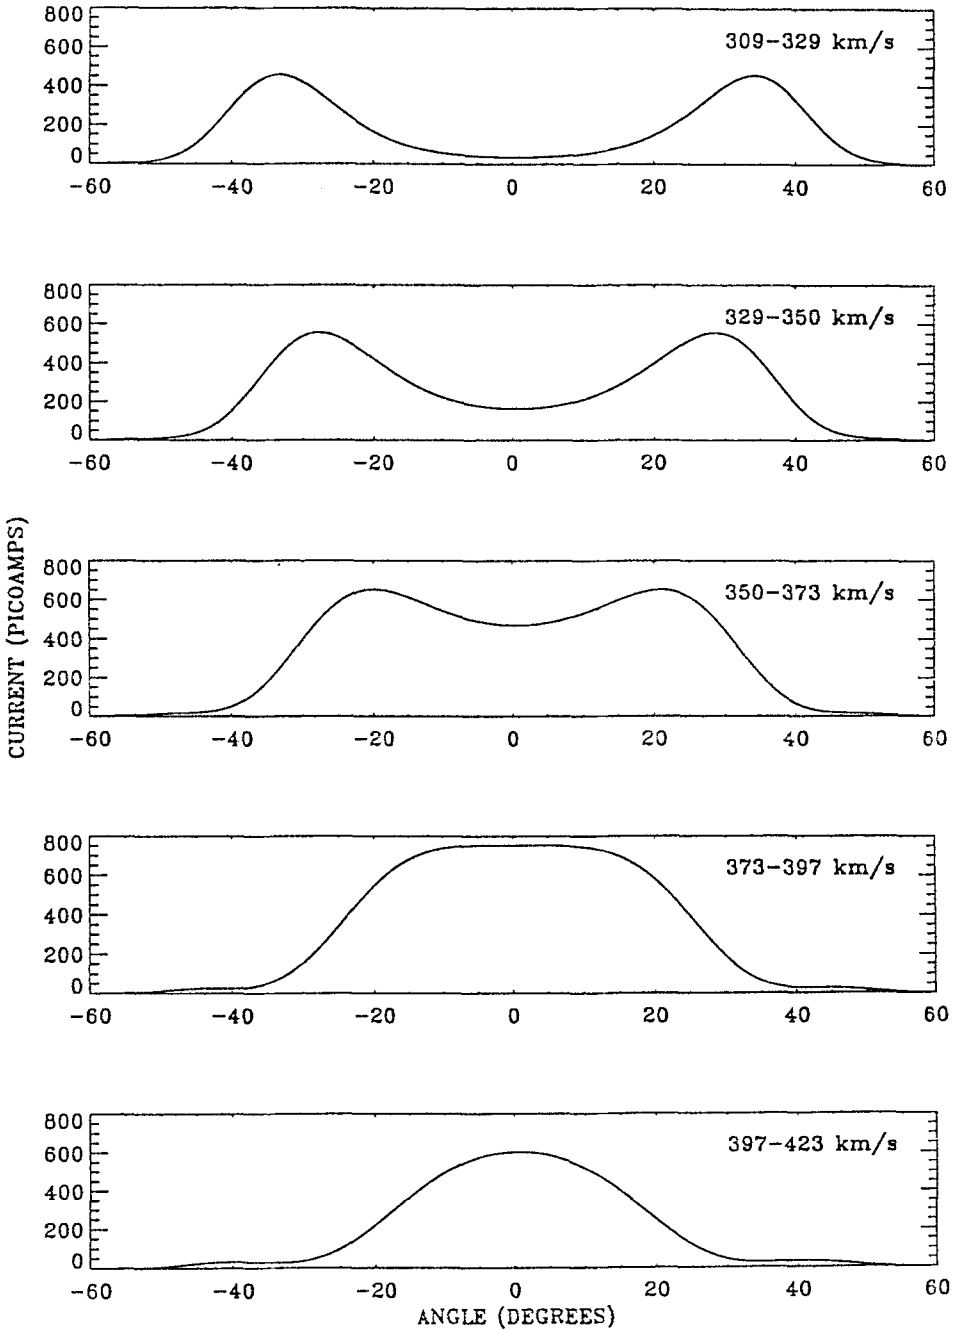 800
600
400
200
0
309−329 km/s
−60 −40 −20 0 20 40 60
800
600
400
200
0
329−350 km/s
−60 −40 −20 0 20 40 60
CURRENT (PICOAMPS)
800
600
400
200
0
350−373 km/s
−60 −40 −20 0 20 40 60
800
600
400
200
0
373−397 km/s
−60 −40 −20 0 20 40 60
800
600
400
200
0
397−423 km/s
−60 −40 −20 0 20 40 60
ANGLE (DEGREES)